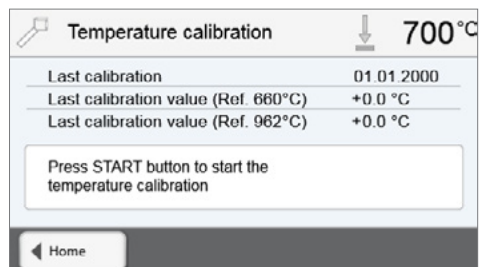 Temperature calibration 700°C
Last calibration 01.01.2000
Last calibration value (Ref. 660°C) +0.0 °C
Last calibration value (Ref. 962°C) +0.0 °C
Press START button to start the
temperature calibration
Home